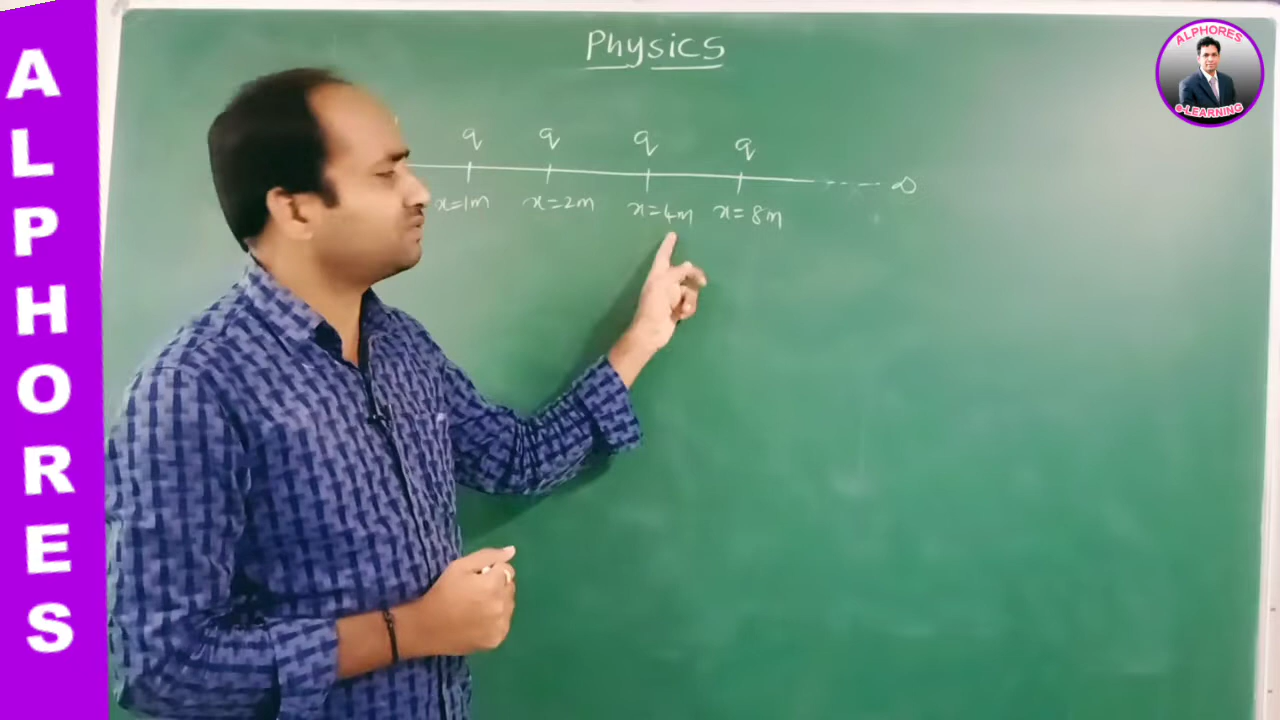 ALPHORES
Physics
ALPHORES
e-LEARNING
q q q q
x=1m x=2m x=4m x=8m ∞